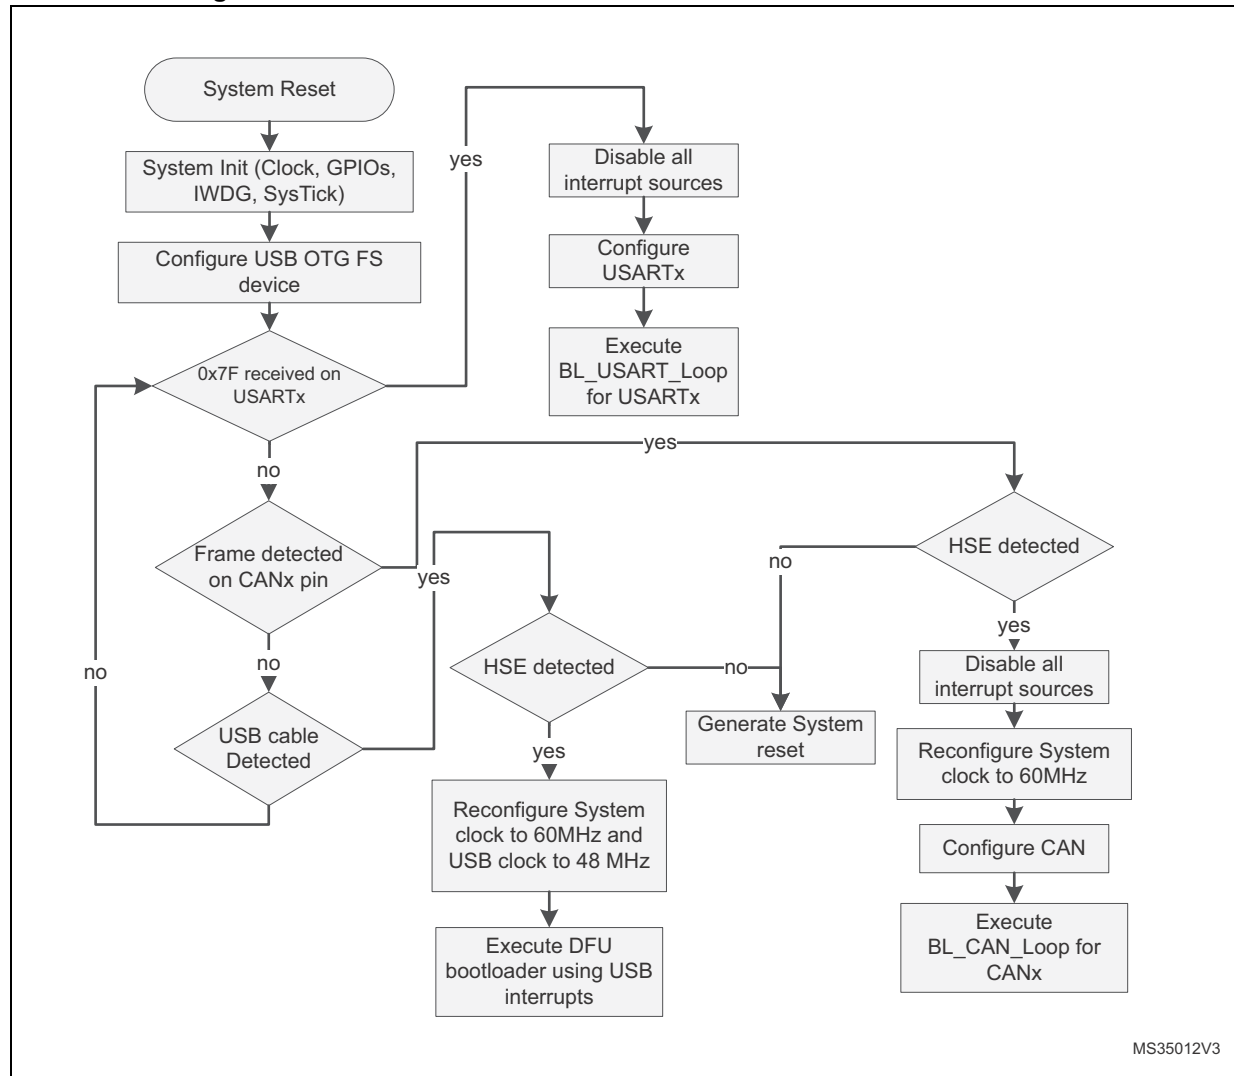 System Reset
System Init (Clock, GPIOs,
IWDG, SysTick)
Configure USB OTG FS
device
0x7F received on
USARTx
yes
Disable all
interrupt sources
Configure
USARTx
Execute
BL_USART_Loop
for USARTx
no
Frame detected
on CANx pin
yes
HSE detected
no
yes
Disable all
interrupt sources
Reconfigure System
clock to 60MHz
Configure CAN
Execute
BL_CAN_Loop for
CANx
no
USB cable
Detected
no
yes
HSE detected
no
Generate System
reset
yes
Reconfigure System
clock to 60MHz and
USB clock to 48 MHz
Execute DFU
bootloader using USB
interrupts
MS35012V3